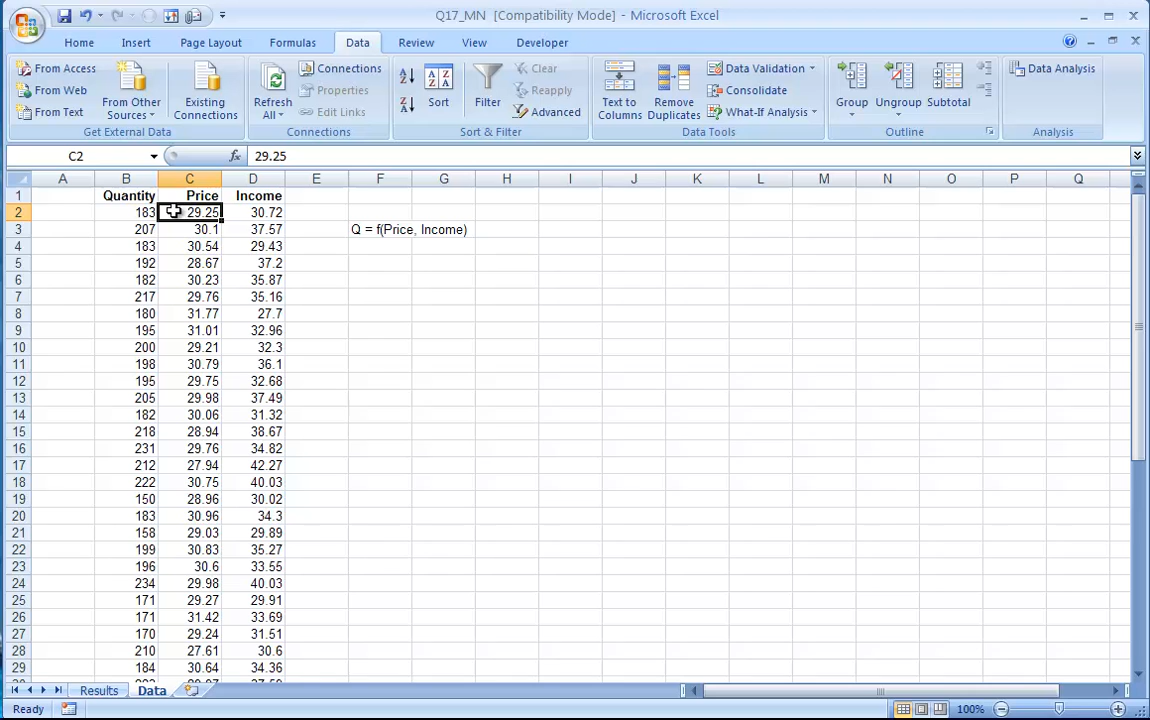 Q17_MN [Compatibility Mode] - Microsoft Excel
Home Insert Page Layout Formulas Data Review View Developer
From Access
From Web
From Text
From Other Sources
Existing Connections
Get External Data
Refresh All
Connections
Properties
Edit Links
Connections
Sort
Filter
Clear
Reapply
Advanced
Sort & Filter
Text to Columns
Remove Duplicates
Data Validation
Consolidate
What-If Analysis
Data Tools
Group
Ungroup
Subtotal
Outline
Data Analysis
Analysis
C2 fx 29.25
A B C D E F G H I J K L M N O P Q
1 Quantity Price Income
2 183 29.25 30.72
3 207 30.1 37.57 Q = f(Price, Income)
4 183 30.54 29.43
5 192 28.67 37.2
6 182 30.23 35.87
7 217 29.76 35.16
8 180 31.77 27.7
9 195 31.01 32.96
10 200 29.21 32.3
11 198 30.79 36.1
12 195 29.75 32.68
13 205 29.98 37.49
14 182 30.06 31.32
15 218 28.94 38.67
16 231 29.76 34.82
17 212 27.94 42.27
18 222 30.75 40.03
19 150 28.96 30.02
20 183 30.96 34.3
21 158 29.03 29.89
22 199 30.83 35.27
23 196 30.6 33.55
24 234 29.98 40.03
25 171 29.27 29.91
26 171 31.42 33.69
27 170 29.24 31.51
28 210 27.61 30.6
29 184 30.64 34.36
Results Data
Ready 100%